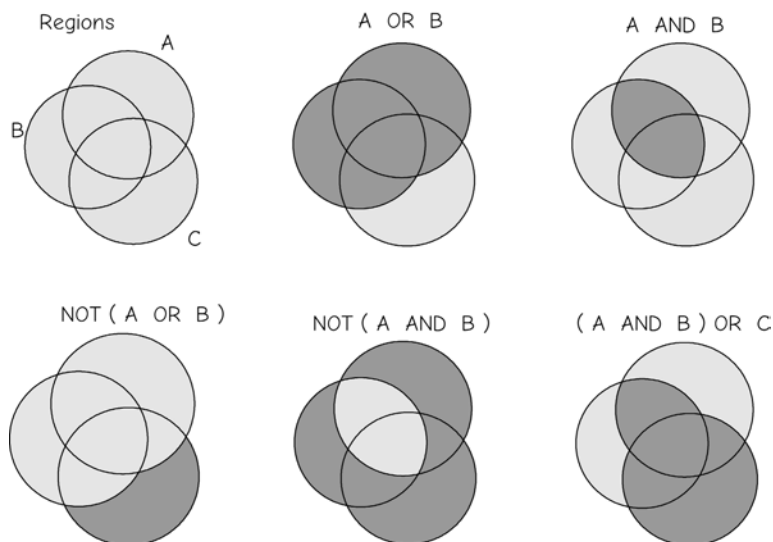 Regions
A
B
C
A OR B
A AND B
NOT ( A OR B )
NOT ( A AND B )
( A AND B ) OR C